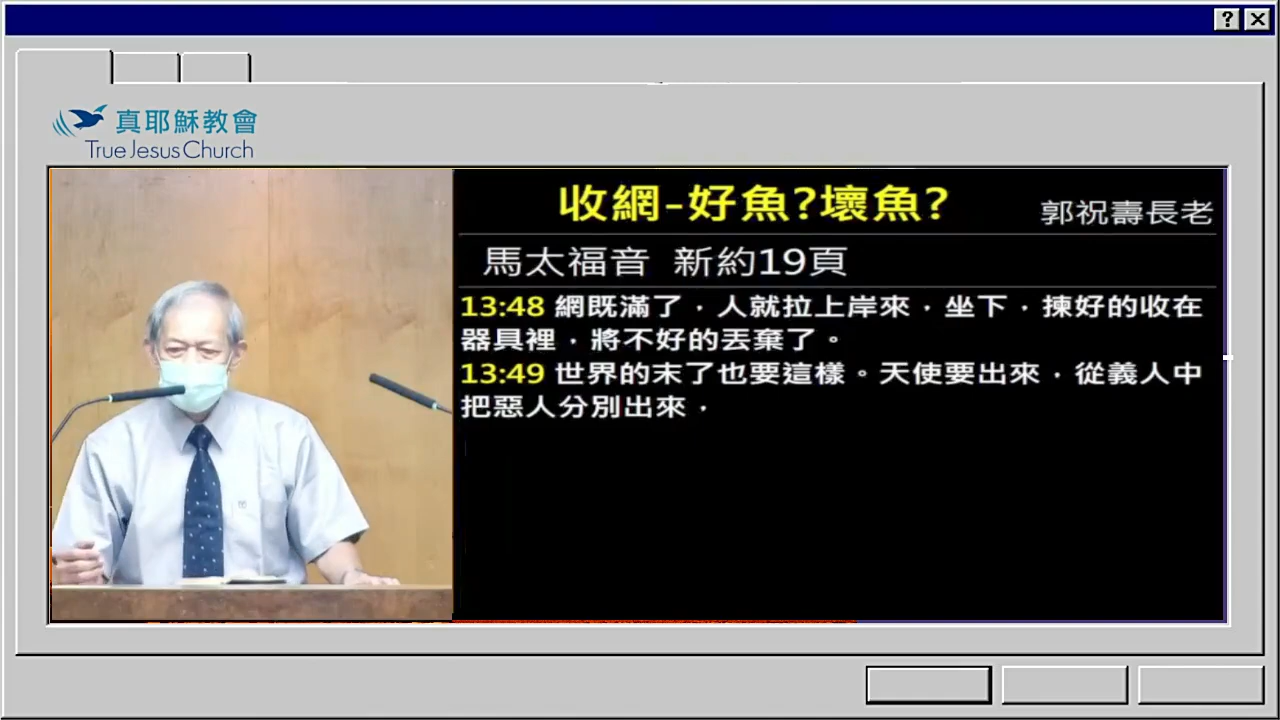 真耶穌教會
True Jesus Church
收網-好魚?壞魚?
郭祝壽長老
馬太福音 新約19頁
13:48 網既滿了，人就拉上岸來，坐下，揀好的收在
器具裡，將不好的丟棄了。
13:49 世界的末了也要這樣。天使要出來，從義人中
把惡人分別出來，